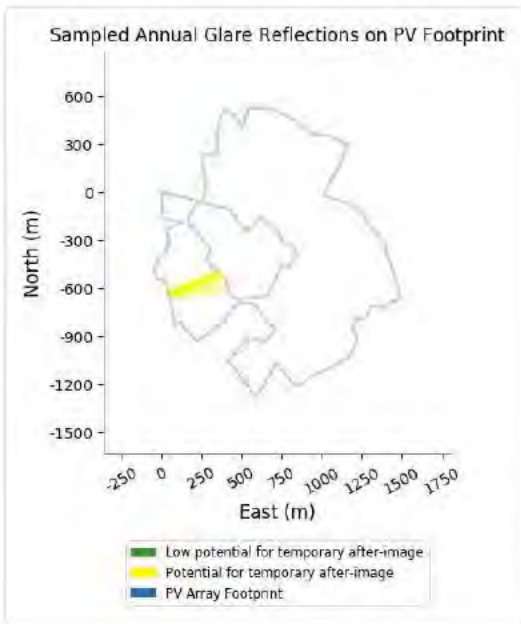 Sampled Annual Glare Reflections on PV Footprint
600
300
0
-300
-600
-900
-1200
-1500
North (m)
-250
0
250
500
750
1000
1250
1500
1750
East (m)
Low potential for temporary after-image
Potential for temporary after-image
PV Array Footprint